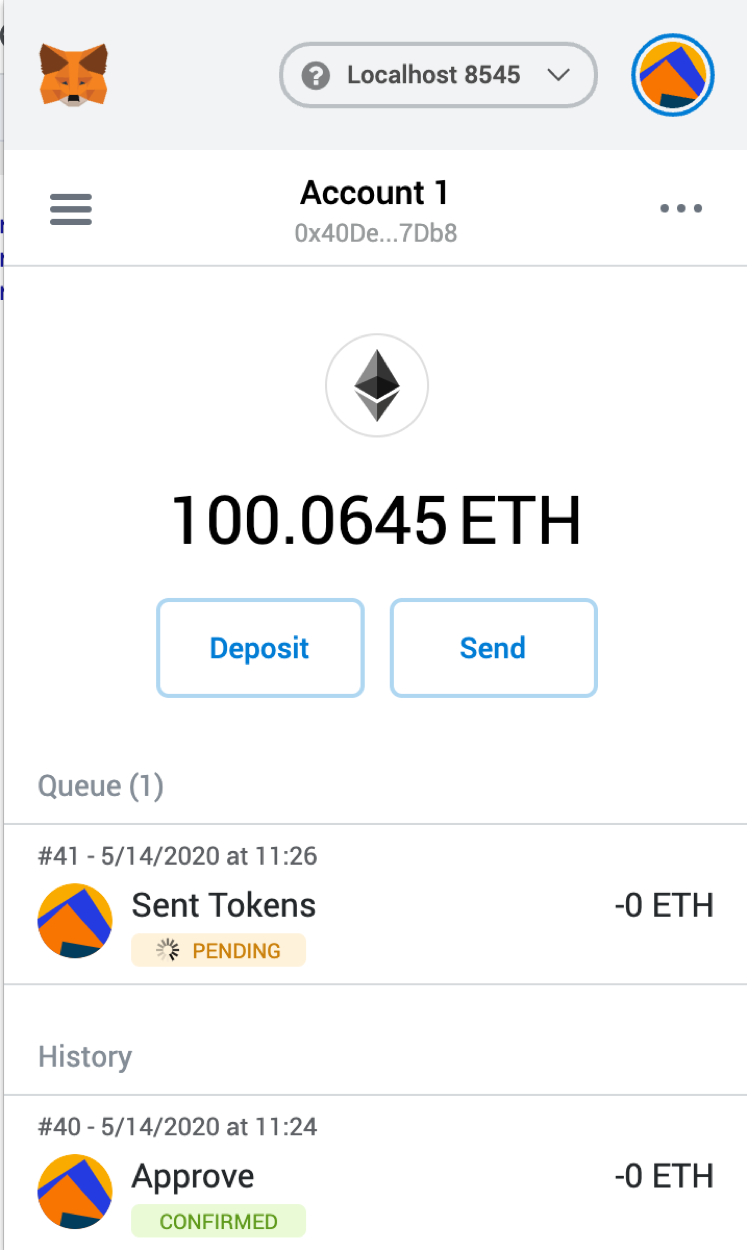 Localhost 8545
Account 1
0x40De...7Db8
100.0645 ETH
Deposit
Send
Queue (1)
#41 - 5/14/2020 at 11:26
Sent Tokens
-0 ETH
PENDING
History
#40 - 5/14/2020 at 11:24
Approve
-0 ETH
CONFIRMED